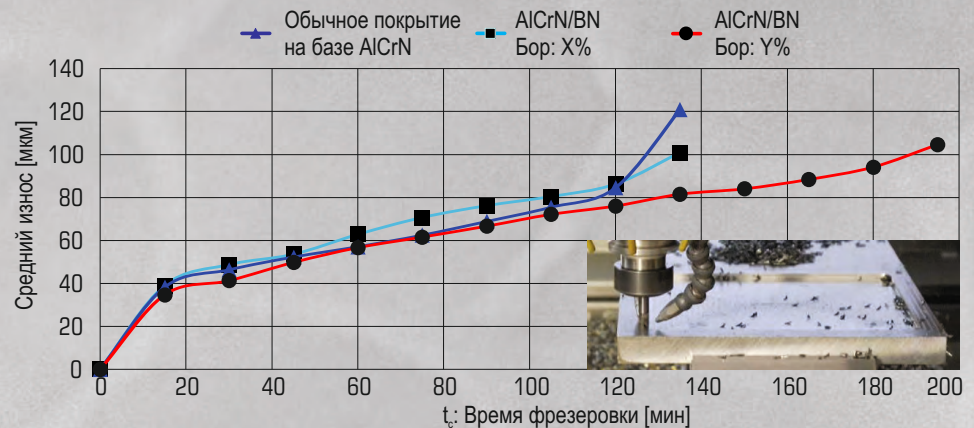 Обычное покрытие
на базе AlCrN
AlCrN/BN
Бор: X%
AlCrN/BN
Бор: Y%
Средний износ [мкм]
140
120
100
80
60
40
20
0
0 20 40 60 80 100 120 140 160 180 200
tc: Время фрезеровки [мин]